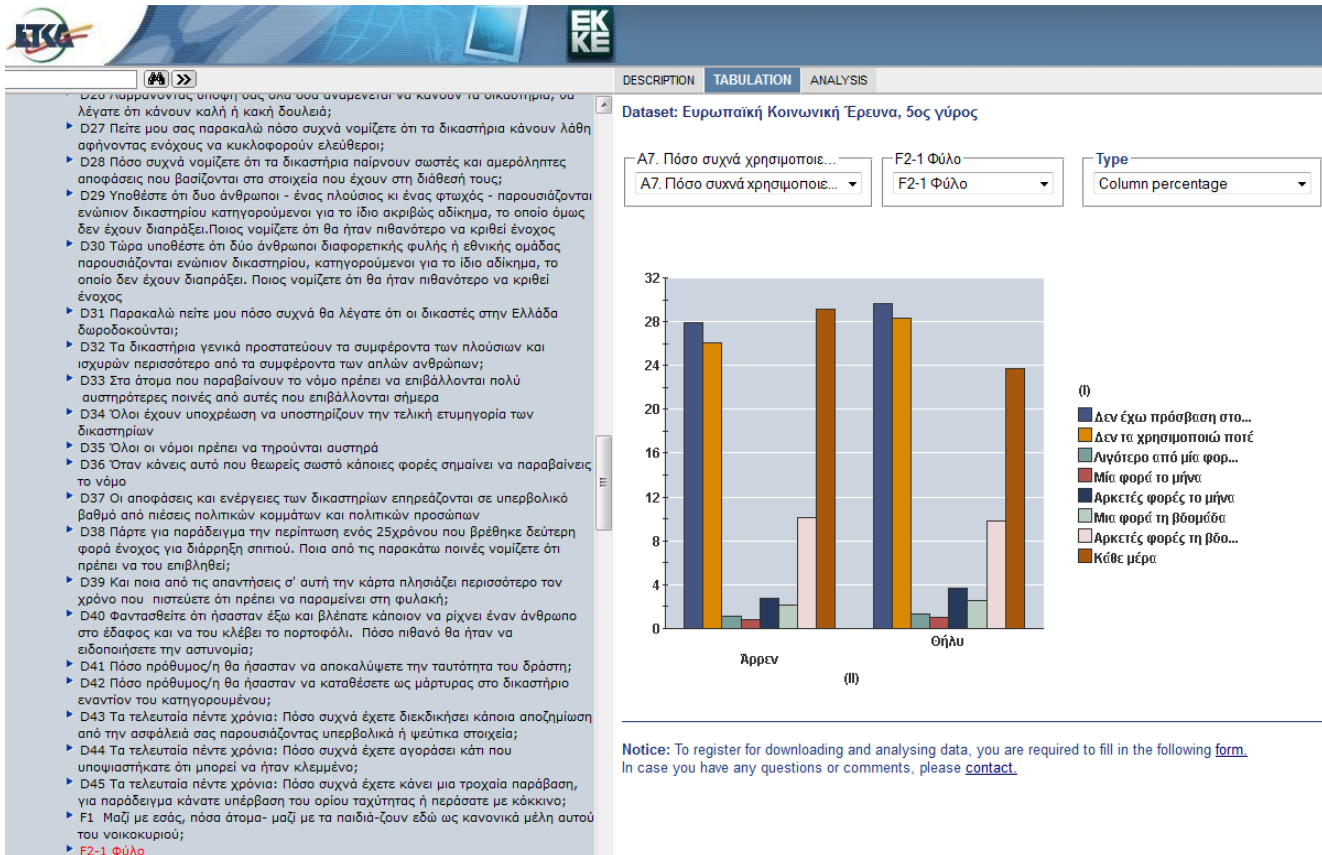 ΕΤΚΑ
ΕΚ
ΚΕ
DESCRIPTION TABULATION ANALYSIS
λέγατε ότι κάνουν καλή ή κακή δουλειά;
D27 Πείτε μου σας παρακαλώ πόσο συχνά νομίζετε ότι τα δικαστήρια κάνουν λάθη
αφήνοντας ενόχους να κυκλοφορούν ελεύθεροι;
D28 Πόσο συχνά νομίζετε ότι τα δικαστήρια παίρνουν σωστές και αμερόληπτες
αποφάσεις που βασίζονται στα στοιχεία που έχουν στη διάθεσή τους;
D29 Υποθέστε ότι δυο άνθρωποι - ένας πλούσιος κι ένας φτωχός - παρουσιάζονται
ενώπιον δικαστηρίου κατηγορούμενοι για το ίδιο ακριβώς αδίκημα, το οποίο όμως
δεν έχουν διαπράξει.Ποιος νομίζετε ότι θα ήταν πιθανότερο να κριθεί ένοχος
D30 Τώρα υποθέστε ότι δύο άνθρωποι διαφορετικής φυλής ή εθνικής ομάδας
παρουσιάζονται ενώπιον δικαστηρίου, κατηγορούμενοι για το ίδιο αδίκημα, το
οποίο δεν έχουν διαπράξει. Ποιος νομίζετε ότι θα ήταν πιθανότερο να κριθεί
ένοχος
D31 Παρακαλώ πείτε μου πόσο συχνά θα λέγατε ότι οι δικαστές στην Ελλάδα
δωροδοκούνται;
D32 Τα δικαστήρια γενικά προστατεύουν τα συμφέροντα των πλούσιων και
ισχυρών περισσότερο από τα συμφέροντα των απλών ανθρώπων;
D33 Στα άτομα που παραβαίνουν το νόμο πρέπει να επιβάλλονται πολύ
αυστηρότερες ποινές από αυτές που επιβάλλονται σήμερα
D34 Όλοι έχουν υποχρέωση να υποστηρίζουν την τελική ετυμηγορία των
δικαστηρίων
D35 Όλοι οι νόμοι πρέπει να τηρούνται αυστηρά
D36 Όταν κάνεις αυτό που θεωρείς σωστό κάποιες φορές σημαίνει να παραβαίνεις
το νόμο
D37 Οι αποφάσεις και ενέργειες των δικαστηρίων επηρεάζονται σε υπερβολικό
βαθμό από πιέσεις πολιτικών κομμάτων και πολιτικών προσώπων
D38 Πάρτε για παράδειγμα την περίπτωση ενός 25χρόνου που βρέθηκε δεύτερη
φορά ένοχος για διάρρηξη σπιτιού. Ποια από τις παρακάτω ποινές νομίζετε ότι
πρέπει να του επιβληθεί;
D39 Και ποια από τις απαντήσεις σ' αυτή την κάρτα πλησιάζει περισσότερο τον
χρόνο που πιστεύετε ότι πρέπει να παραμείνει στη φυλακή;
D40 Φαντασθείτε ότι ήσασταν έξω και βλέπατε κάποιον να ρίχνει έναν άνθρωπο
στο έδαφος και να του κλέβει το πορτοφόλι. Πόσο πιθανό θα ήταν να
ειδοποιήσετε την αστυνομία;
D41 Πόσο πρόθυμος/η θα ήσασταν να αποκαλύψετε την ταυτότητα του δράστη;
D42 Πόσο πρόθυμος/η θα ήσασταν να καταθέσετε ως μάρτυρας στο δικαστήριο
εναντίον του κατηγορουμένου;
D43 Τα τελευταία πέντε χρόνια: Πόσο συχνά έχετε διεκδικήσει κάποια αποζημίωση
από την ασφάλειά σας παρουσιάζοντας υπερβολικά ή ψεύτικα στοιχεία;
D44 Τα τελευταία πέντε χρόνια: Πόσο συχνά έχετε αγοράσει κάτι που
υποψιαστήκατε ότι μπορεί να ήταν κλεμμένο;
D45 Τα τελευταία πέντε χρόνια: Πόσο συχνά έχετε κάνει μια τροχαία παράβαση,
για παράδειγμα κάνατε υπέρβαση του ορίου ταχύτητας ή περάσατε με κόκκινο;
F1 Μαζί με εσάς, πόσα άτομα- μαζί με τα παιδιά-ζουν εδώ ως κανονικά μέλη αυτού
του νοικοκυριού;
F2-1 Φύλο
Dataset: Ευρωπαϊκή Κοινωνική Έρευνα, 5ος γύρος
A7. Πόσο συχνά χρησιμοποιε... F2-1 Φύλο Type
A7. Πόσο συχνά χρησιμοποιε... F2-1 Φύλο Column percentage
32
28
24
20
16
12
8
4
0
Άρρεν
Θήλυ
(II)
(I)
Δεν έχω πρόσβαση στο...
Δεν τα χρησιμοποιώ ποτέ
Λιγότερο από μία φορ...
Μία φορά το μήνα
Αρκετές φορές το μήνα
Μια φορά τη βδομάδα
Αρκετές φορές τη βδο...
Κάθε μέρα
Notice: To register for downloading and analysing data, you are required to fill in the following form.
In case you have any questions or comments, please contact.